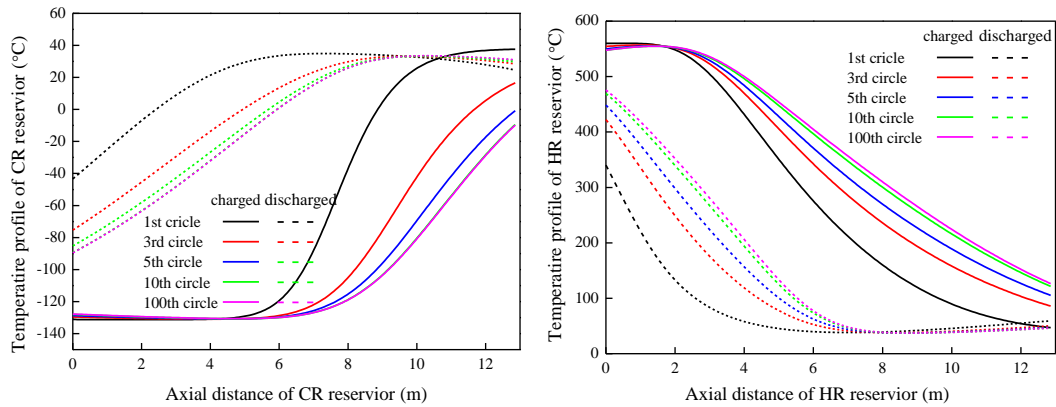 Temperatire profile of CR reservior (°C)
40
20
0
-20
-40
-60
-80
-100
-120
-140
0 2 4 6 8 10 12
Axial distance of CR reservior (m)
charged discharged
1st cricle
3rd circle
5th circle
10th circle
100th circle
Temperatire profile of HR reservior (°C)
600
500
400
300
200
100
0
0 2 4 6 8 10 12
Axial distance of HR reservior (m)
charged discharged
1st circle
3rd circle
5th circle
10th circle
100th circle